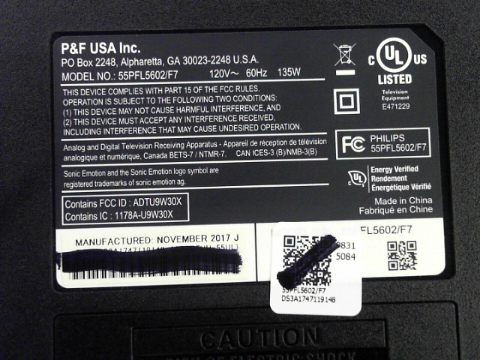 P&F USA Inc.
PO Box 2248, Alpharetta, GA 30023-2248 U.S.A.
MODEL NO.: 55PFL5602/F7 120V～ 60Hz 135W
THIS DEVICE COMPLIES WITH PART 15 OF THE FCC RULES.
OPERATION IS SUBJECT TO THE FOLLOWING TWO CONDITIONS:
(1) THIS DEVICE MAY NOT CAUSE HARMFUL INTERFERENCE, AND
(2) THIS DEVICE MUST ACCEPT ANY INTERFERENCE RECEIVED,
INCLUDING INTERFERENCE THAT MAY CAUSE UNDESIRED OPERATION.
Analog and Digital Television Receiving Apparatus - Appareil de réception de télévision
analogique et numérique, Canada BETS-7 / NTMR-7. CAN ICES-3 (B)/NMB-3(B)
Sonic Emotion and the Sonic Emotion logo symbol are
registered trademarks of sonic emotion ag.
Contains FCC ID : ADTU9W30X
Contains IC : 1178A-U9W30X
C UL US
LISTED
Television
Equipment
E471229
FC PHILIPS
55PFL5602/F7
UL Energy Verified
Rendement
Énergétique Vérifié
Made in China
Fabriqué en Chine
MANUFACTURED: NOVEMBER 2017 J
FL5602/F7
9831
5084
55PFL5602/F7
DS3A1747119148
CAUTION